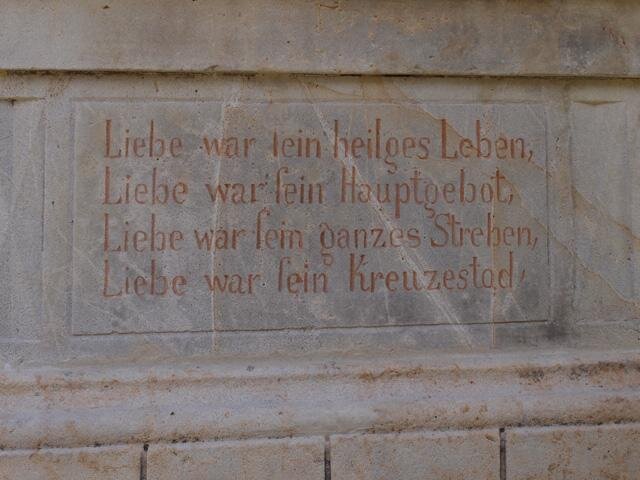 Liebe war ſein heilges Leben,
Liebe war ſein Hauptgebot,
Liebe war ſein ganzes Streben,
Liebe war ſein Kreuzestod,